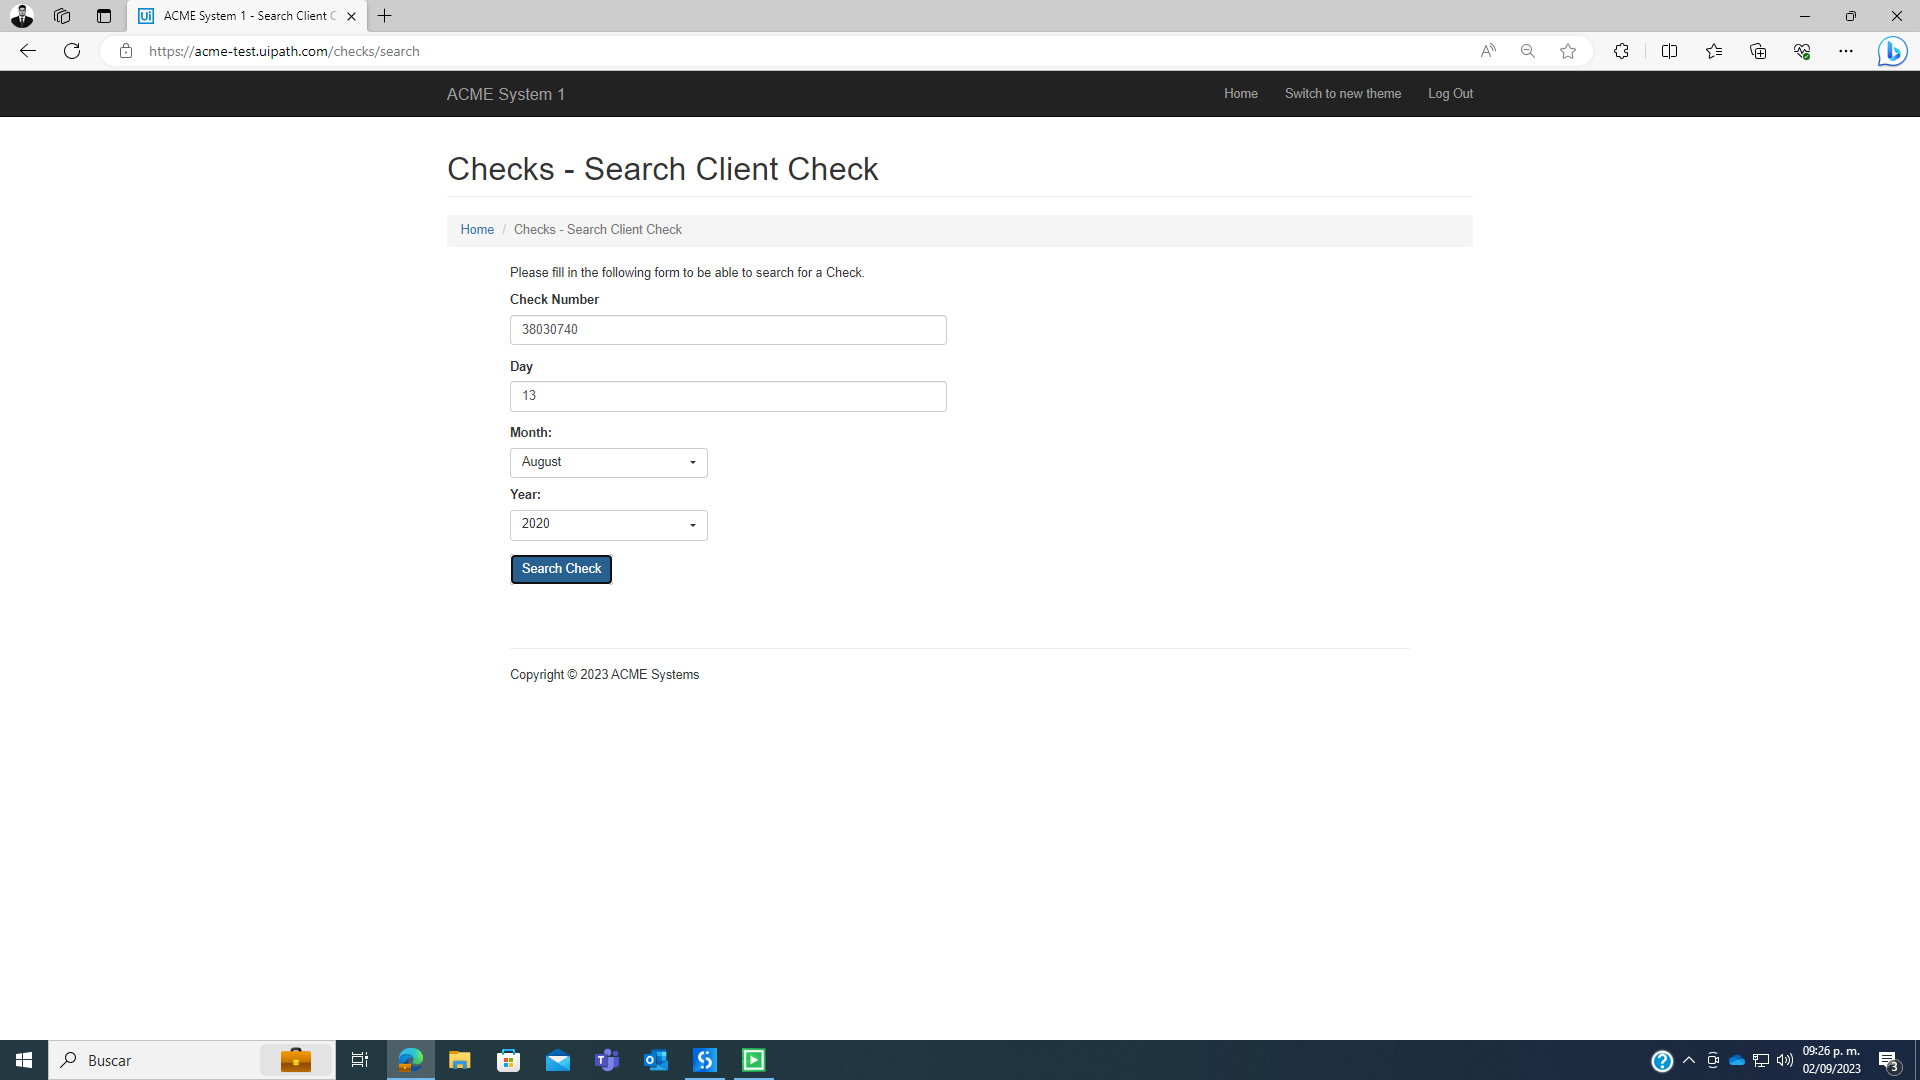 Ui ACME System 1 - Search Client C
https://acme-test.uipath.com/checks/search
ACME System 1
Home
Switch to new theme
Log Out
Checks - Search Client Check
Home / Checks - Search Client Check
Please fill in the following form to be able to search for a Check.
Check Number
38030740
Day
13
Month:
August
Year:
2020
Search Check
Copyright © 2023 ACME Systems
Buscar
09:26 p. m.
02/09/2023
3